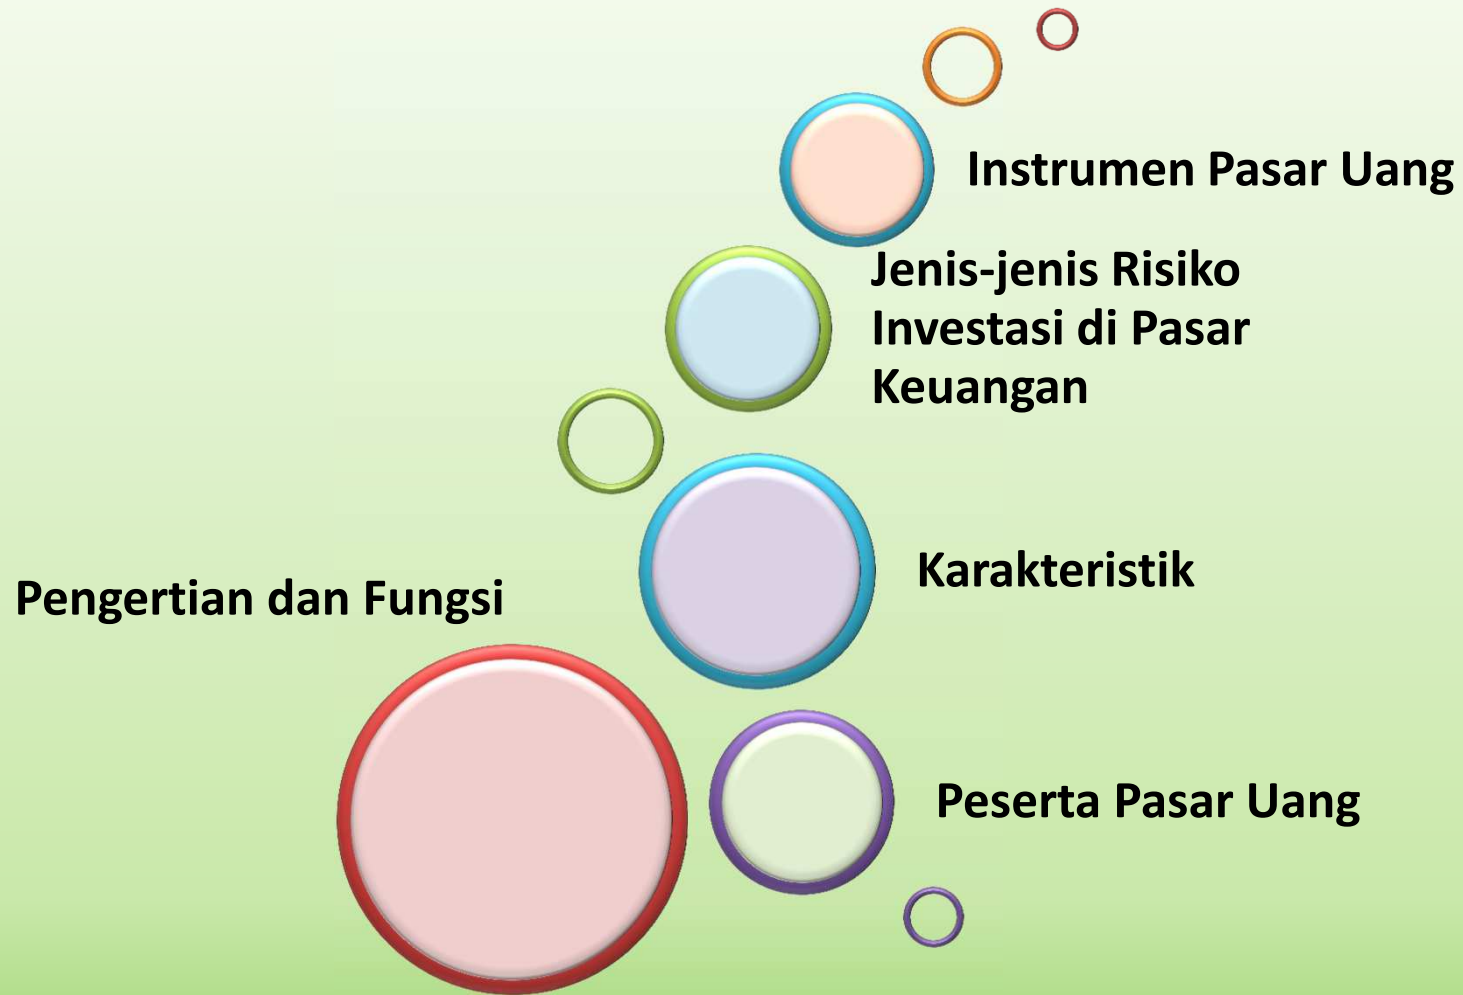 Instrumen Pasar Uang
Jenis-jenis Risiko
Investasi di Pasar
Keuangan
Karakteristik
Pengertian dan Fungsi
Peserta Pasar Uang